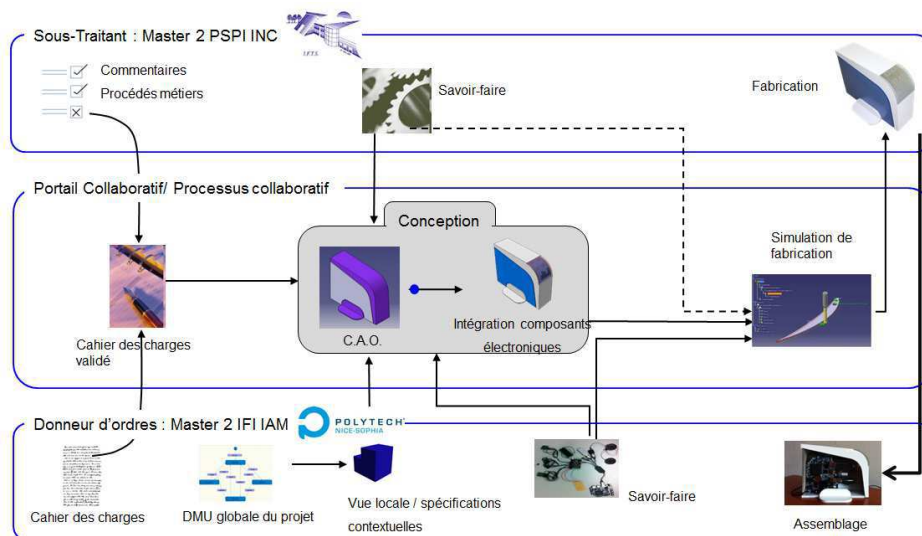 Sous-Traitant : Master 2 PSPI INC
I.F.T.S.
Commentaires
Procédés métiers
Savoir-faire
Fabrication
Portail Collaboratif/ Processus collaboratif
Conception
Simulation de
fabrication
Intégration composants
électroniques
C.A.O.
Cahier des charges
validé
Donneur d'ordres : Master 2 IFI IAM
POLYTECH
NICE-SOPHIA
Cahier des charges
DMU globale du projet
Vue locale / spécifications
contextuelles
Savoir-faire
Assemblage